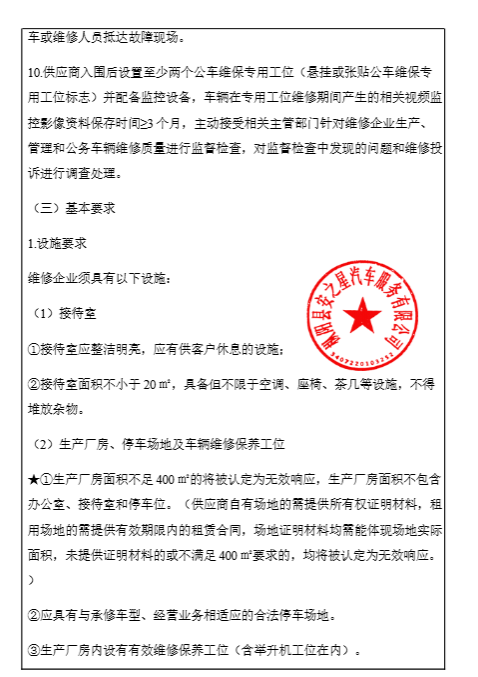 车或维修人员抵达故障现场。
10.供应商入围后设置至少两个公车维保专用工位（悬挂或张贴公车维保专
用工位标志）并配备监控设备，车辆在专用工位维修期间产生的相关视频监
控影像资料保存时间≥3 个月，主动接受相关主管部门针对维修企业生产、
管理和公务车辆维修质量进行监督检查，对监督检查中发现的问题和维修投
诉进行调查处理。
（三）基本要求
1.设施要求
维修企业须具有以下设施：
（1）接待室
枞阳县安之星汽车服务有限公司
3407220103252
①接待室应整洁明亮，应有供客户休息的设施；
②接待室面积不小于 20 ㎡，具备但不限于空调、座椅、茶几等设施，不得
堆放杂物。
（2）生产厂房、停车场地及车辆维修保养工位
★①生产厂房面积不足 400 ㎡的将被认定为无效响应，生产厂房面积不包含
办公室、接待室和停车位。（供应商自有场地的需提供所有权证明材料，租
用场地的需提供有效期限内的租赁合同，场地证明材料均需能体现场地实际
面积，未提供证明材料的或不满足 400 ㎡要求的，均将被认定为无效响应。
）
②应具有与承修车型、经营业务相适应的合法停车场地。
③生产厂房内设有有效维修保养工位（含举升机工位在内）。